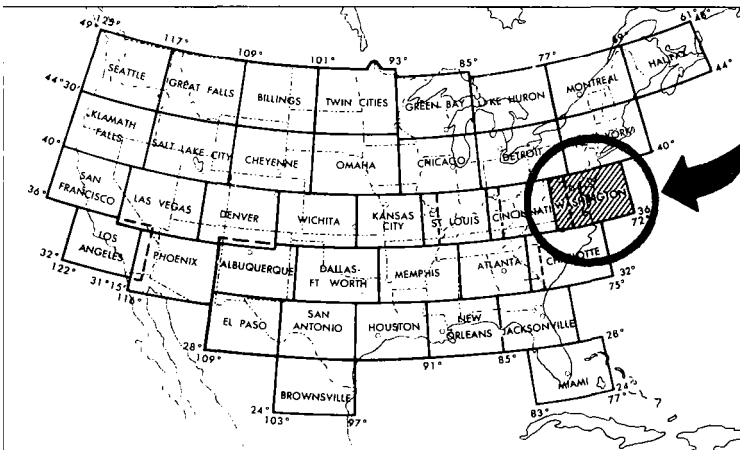 49° 125° 117° 109° 101° 93° 85° 77° 69° 61° 48°
SEATTLE GREAT FALLS BILLINGS TWIN CITIES GREEN BAY LAKE HURON MONTREAL HALIFAX
44° 30' 44°
KLAMATH FALLS SALT LAKE CITY CHEYENNE OMAHA CHICAGO DETROIT NEW YORK
40° 40°
SAN FRANCISCO LAS VEGAS DENVER WICHITA KANSAS CITY ST LOUIS CINCINNATI WASHINGTON
36° 36°
72°
LOS ANGELES PHOENIX ALBUQUERQUE DALLAS-FT WORTH MEMPHIS ATLANTA CHARLOTTE
32° 122° 31° 15' 116° 32° 75°
EL PASO SAN ANTONIO HOUSTON NEW ORLEANS JACKSONVILLE
28° 109° 91° 85° 28°
BROWNSVILLE MIAMI
24° 103° 97° 83° 77° 24°